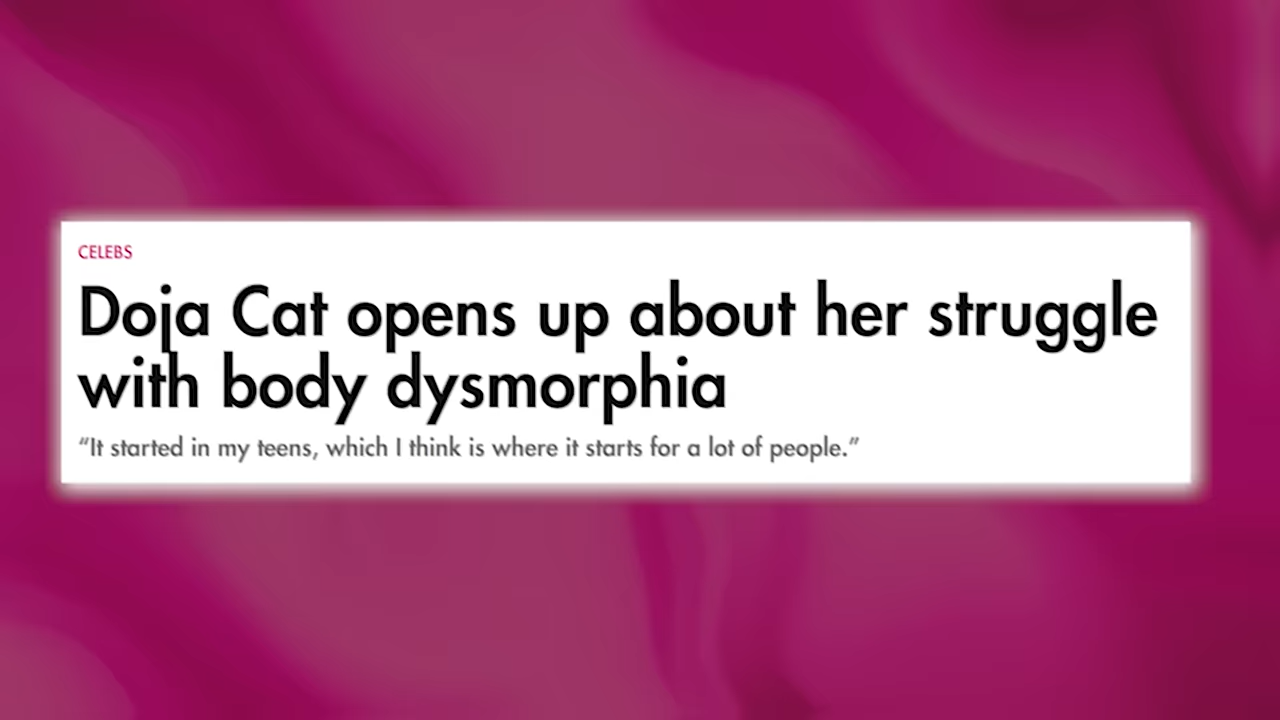 CELEBS
Doja Cat opens up about her struggle
with body dysmorphia
“It started in my teens, which I think is where it starts for a lot of people.”